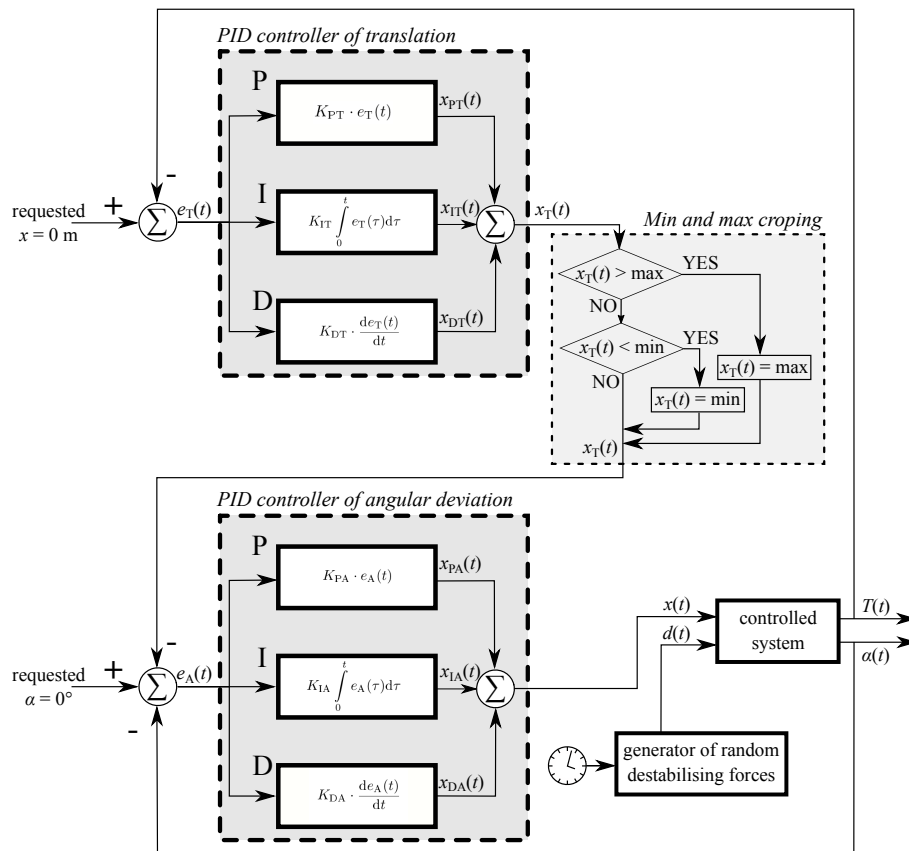 PID controller of translation
P
K_PT · e_T(t)
x_PT(t)
-
+
requested
x = 0 m
∑
e_T(t)
I
K_IT ∫_0^t e_T(τ)dτ
x_IT(t)
∑
x_T(t)
D
K_DT · de_T(t)/dt
x_DT(t)
Min and max croping
x_T(t) > max
YES
NO
x_T(t) < min
YES
NO
x_T(t) = max
x_T(t) = min
x_T(t)
PID controller of angular deviation
P
K_PA · e_A(t)
x_PA(t)
-
+
requested
α = 0°
∑
e_A(t)
-
I
K_IA ∫_0^t e_A(τ)dτ
x_IA(t)
∑
D
K_DA · de_A(t)/dt
x_DA(t)
x(t)
d(t)
controlled
system
T(t)
α(t)
generator of random
destabilising forces